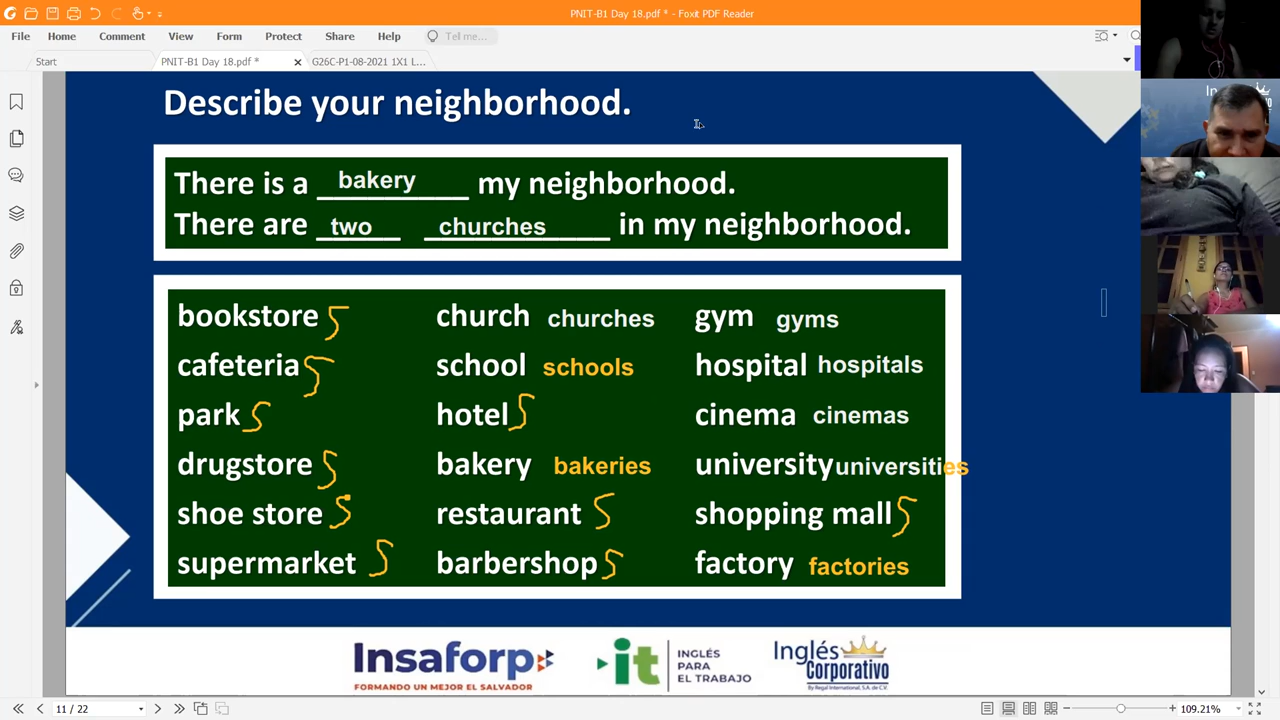 PNIT-B1 Day 18.pdf * - Foxit PDF Reader
File Home Comment View Form Protect Share Help Tell me...
Start PNIT-B1 Day 18.pdf * G26C-P1-08-2021 1X1 L...
Describe your neighborhood.
There is a bakery my neighborhood.
There are two churches in my neighborhood.
bookstore S church churches gym gyms
cafeteria S school schools hospital hospitals
park S hotel S cinema cinemas
drugstore S bakery bakeries university universities
shoe store S restaurant S shopping mall S
supermarket S barbershop S factory factories
Insaforp
FORMANDO UN MEJOR EL SALVADOR
it INGLÉS PARA EL TRABAJO
Inglés Corporativo
By Regal International, S.A. de C.V.
11 / 22 109.21%